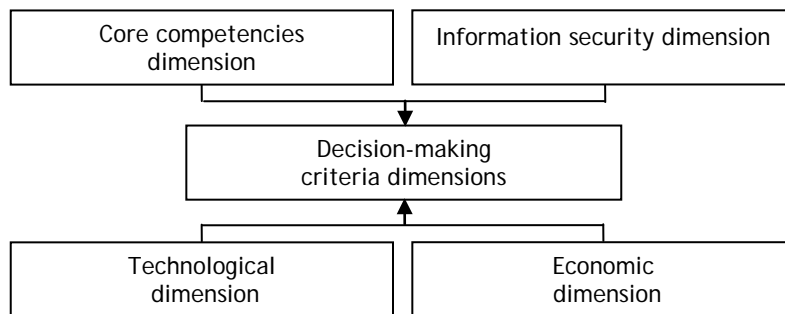 Core competencies
dimension
Information security dimension
Decision-making
criteria dimensions
Technological
dimension
Economic
dimension